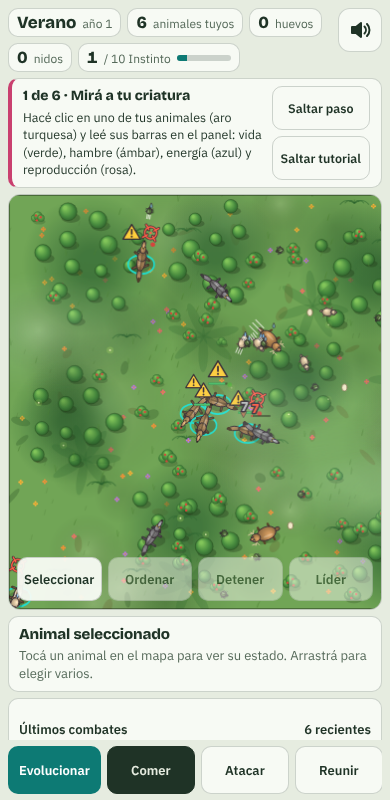 Verano año 1
6 animales tuyos
0 huevos
0 nidos
1 / 10 Instinto
1 de 6 · Mirá a tu criatura
Hacé clic en uno de tus animales (aro
turquesa) y leé sus barras en el panel: vida
(verde), hambre (ámbar), energía (azul) y
reproducción (rosa).
Saltar paso
Saltar tutorial
77
Seleccionar
Ordenar
Detener
Líder
Animal seleccionado
Tocá un animal en el mapa para ver su estado. Arrastrá para
elegir varios.
Últimos combates
6 recientes
Evolucionar
Comer
Atacar
Reunir